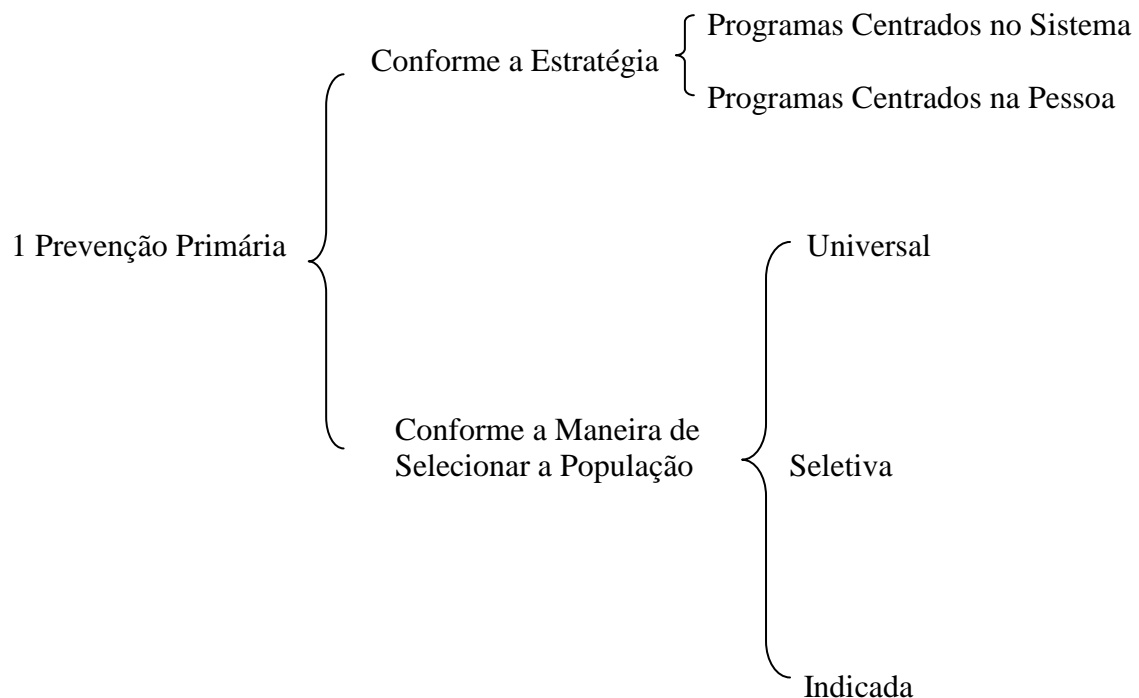 Programas Centrados no Sistema
Conforme a Estratégia
Programas Centrados na Pessoa
1 Prevenção Primária
Universal
Conforme a Maneira de
Selecionar a População
Seletiva
Indicada